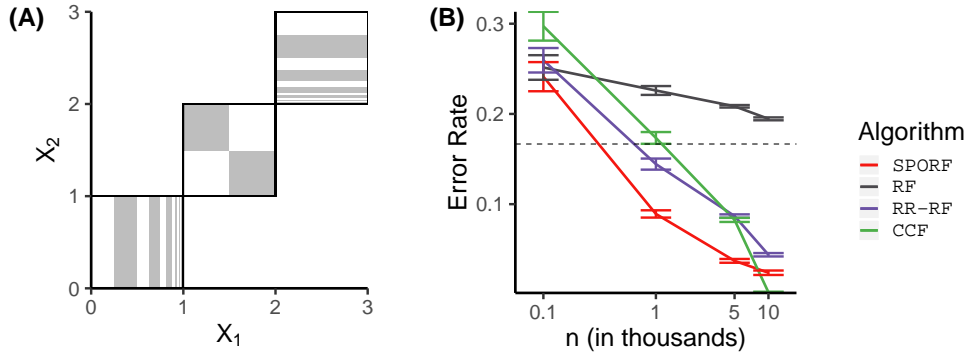 (A)
3
2
1
0
X2
0 1 2 3
X1
(B)
0.3
0.2
0.1
Error Rate
0.1 1 5 10
n (in thousands)
Algorithm
SPORF
RF
RR-RF
CCF